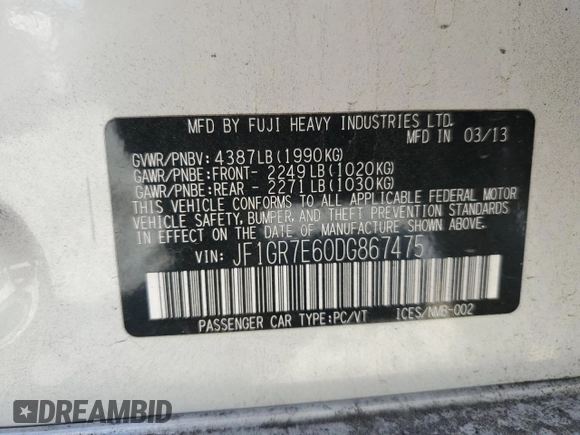 MFD BY FUJI HEAVY INDUSTRIES LTD.
MFD IN 03/13
GVWR/PNBV: 4387LB (1990KG)
GAWR/PNBE:FRONT- 2249LB (1020KG)
GAWR/PNBE:REAR - 2271LB (1030KG)
THIS VEHICLE CONFORMS TO ALL APPLICABLE FEDERAL MOTOR
VEHICLE SAFETY, BUMPER, AND THEFT PREVENTION STANDARDS
IN EFFECT ON THE DATE OF MANUFACTURE SHOWN ABOVE.
VIN: JF1GR7E60DG867475
PASSENGER CAR TYPE:PC/VT ICES/NMB-002
DREAMBID